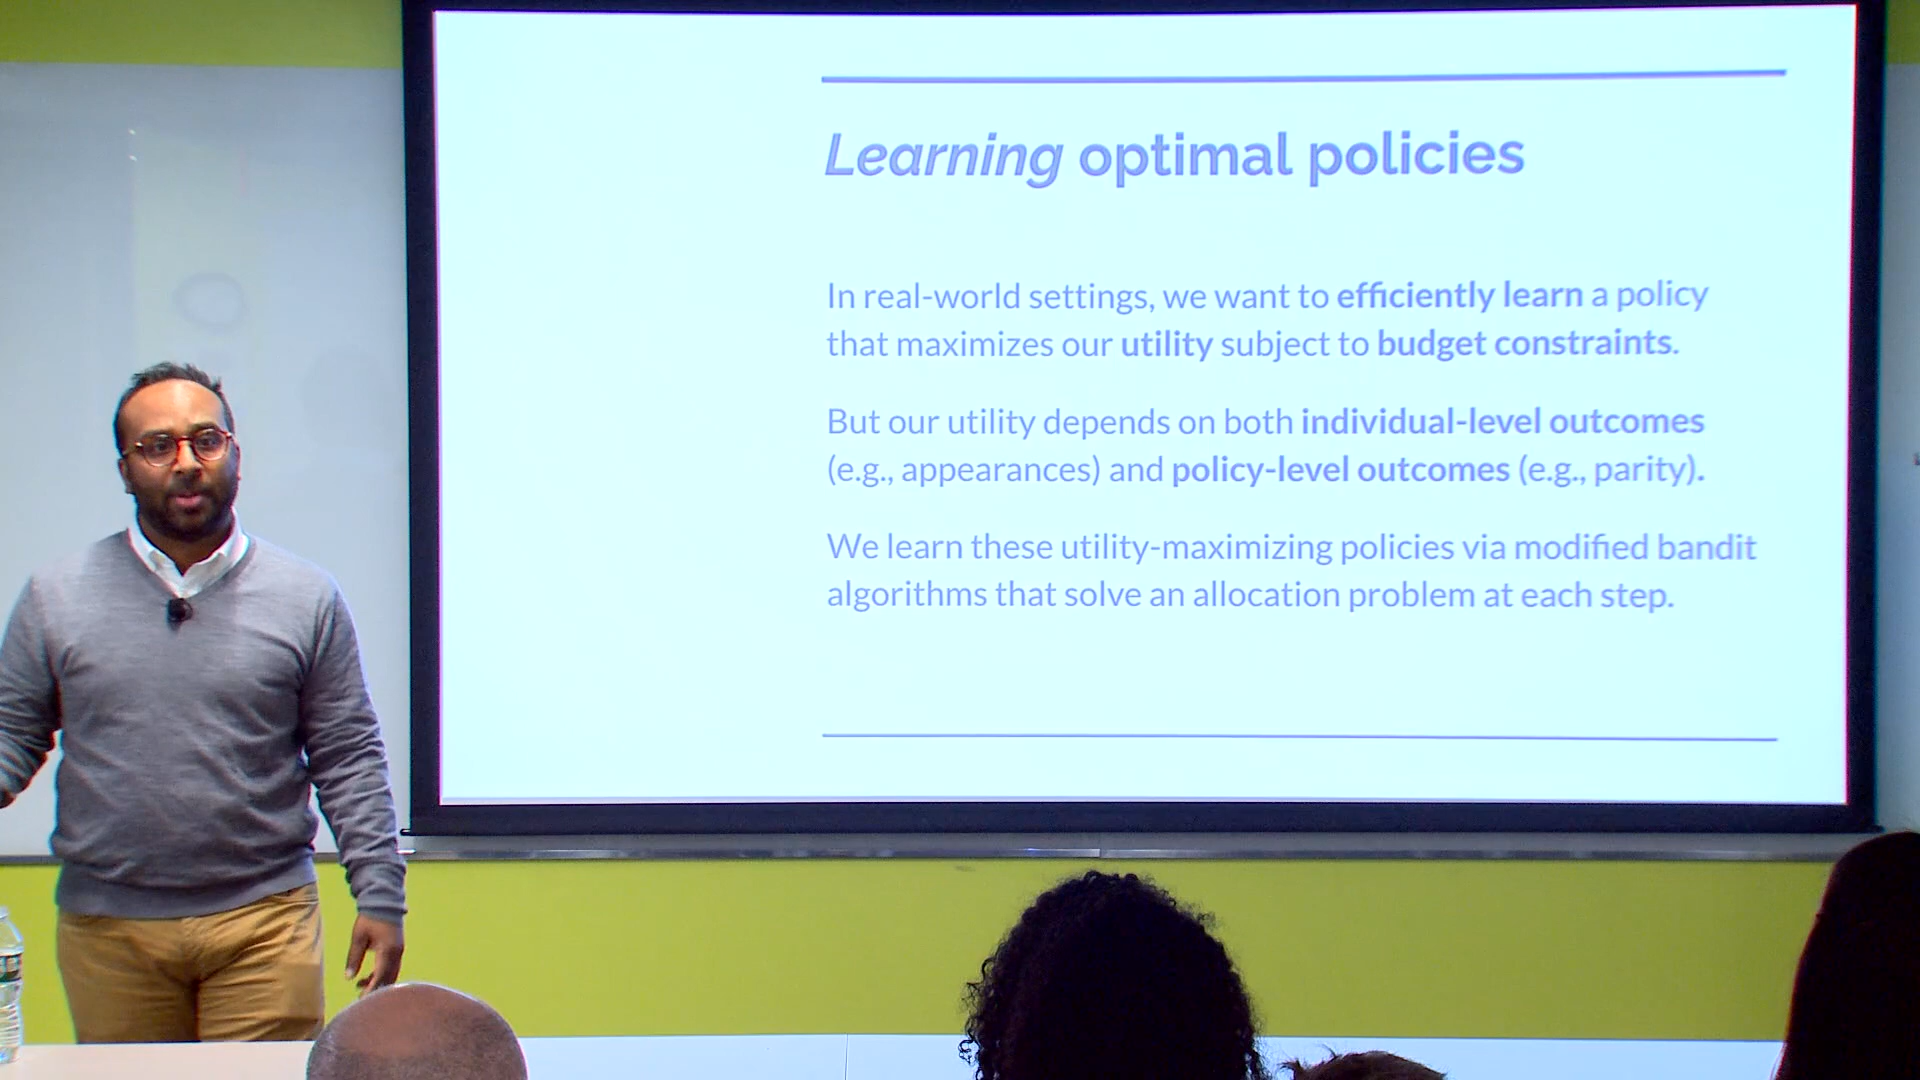 Learning optimal policies
In real-world settings, we want to efficiently learn a policy
that maximizes our utility subject to budget constraints.
But our utility depends on both individual-level outcomes
(e.g., appearances) and policy-level outcomes (e.g., parity).
We learn these utility-maximizing policies via modified bandit
algorithms that solve an allocation problem at each step.